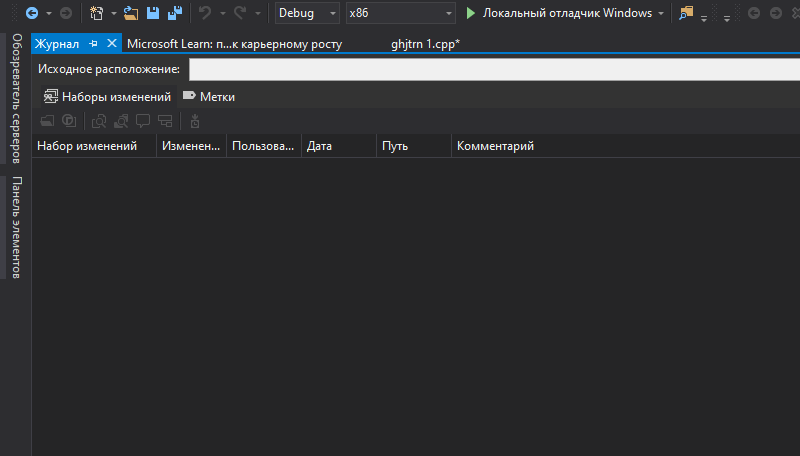 Debug x86 Локальный отладчик Windows
Журнал Microsoft Learn: п...к карьерному росту ghjtrn 1.cpp*
Исходное расположение:
Наборы изменений Метки
Набор изменений Изменен... Пользова... Дата Путь Комментарий
Обозреватель серверов
Панель элементов